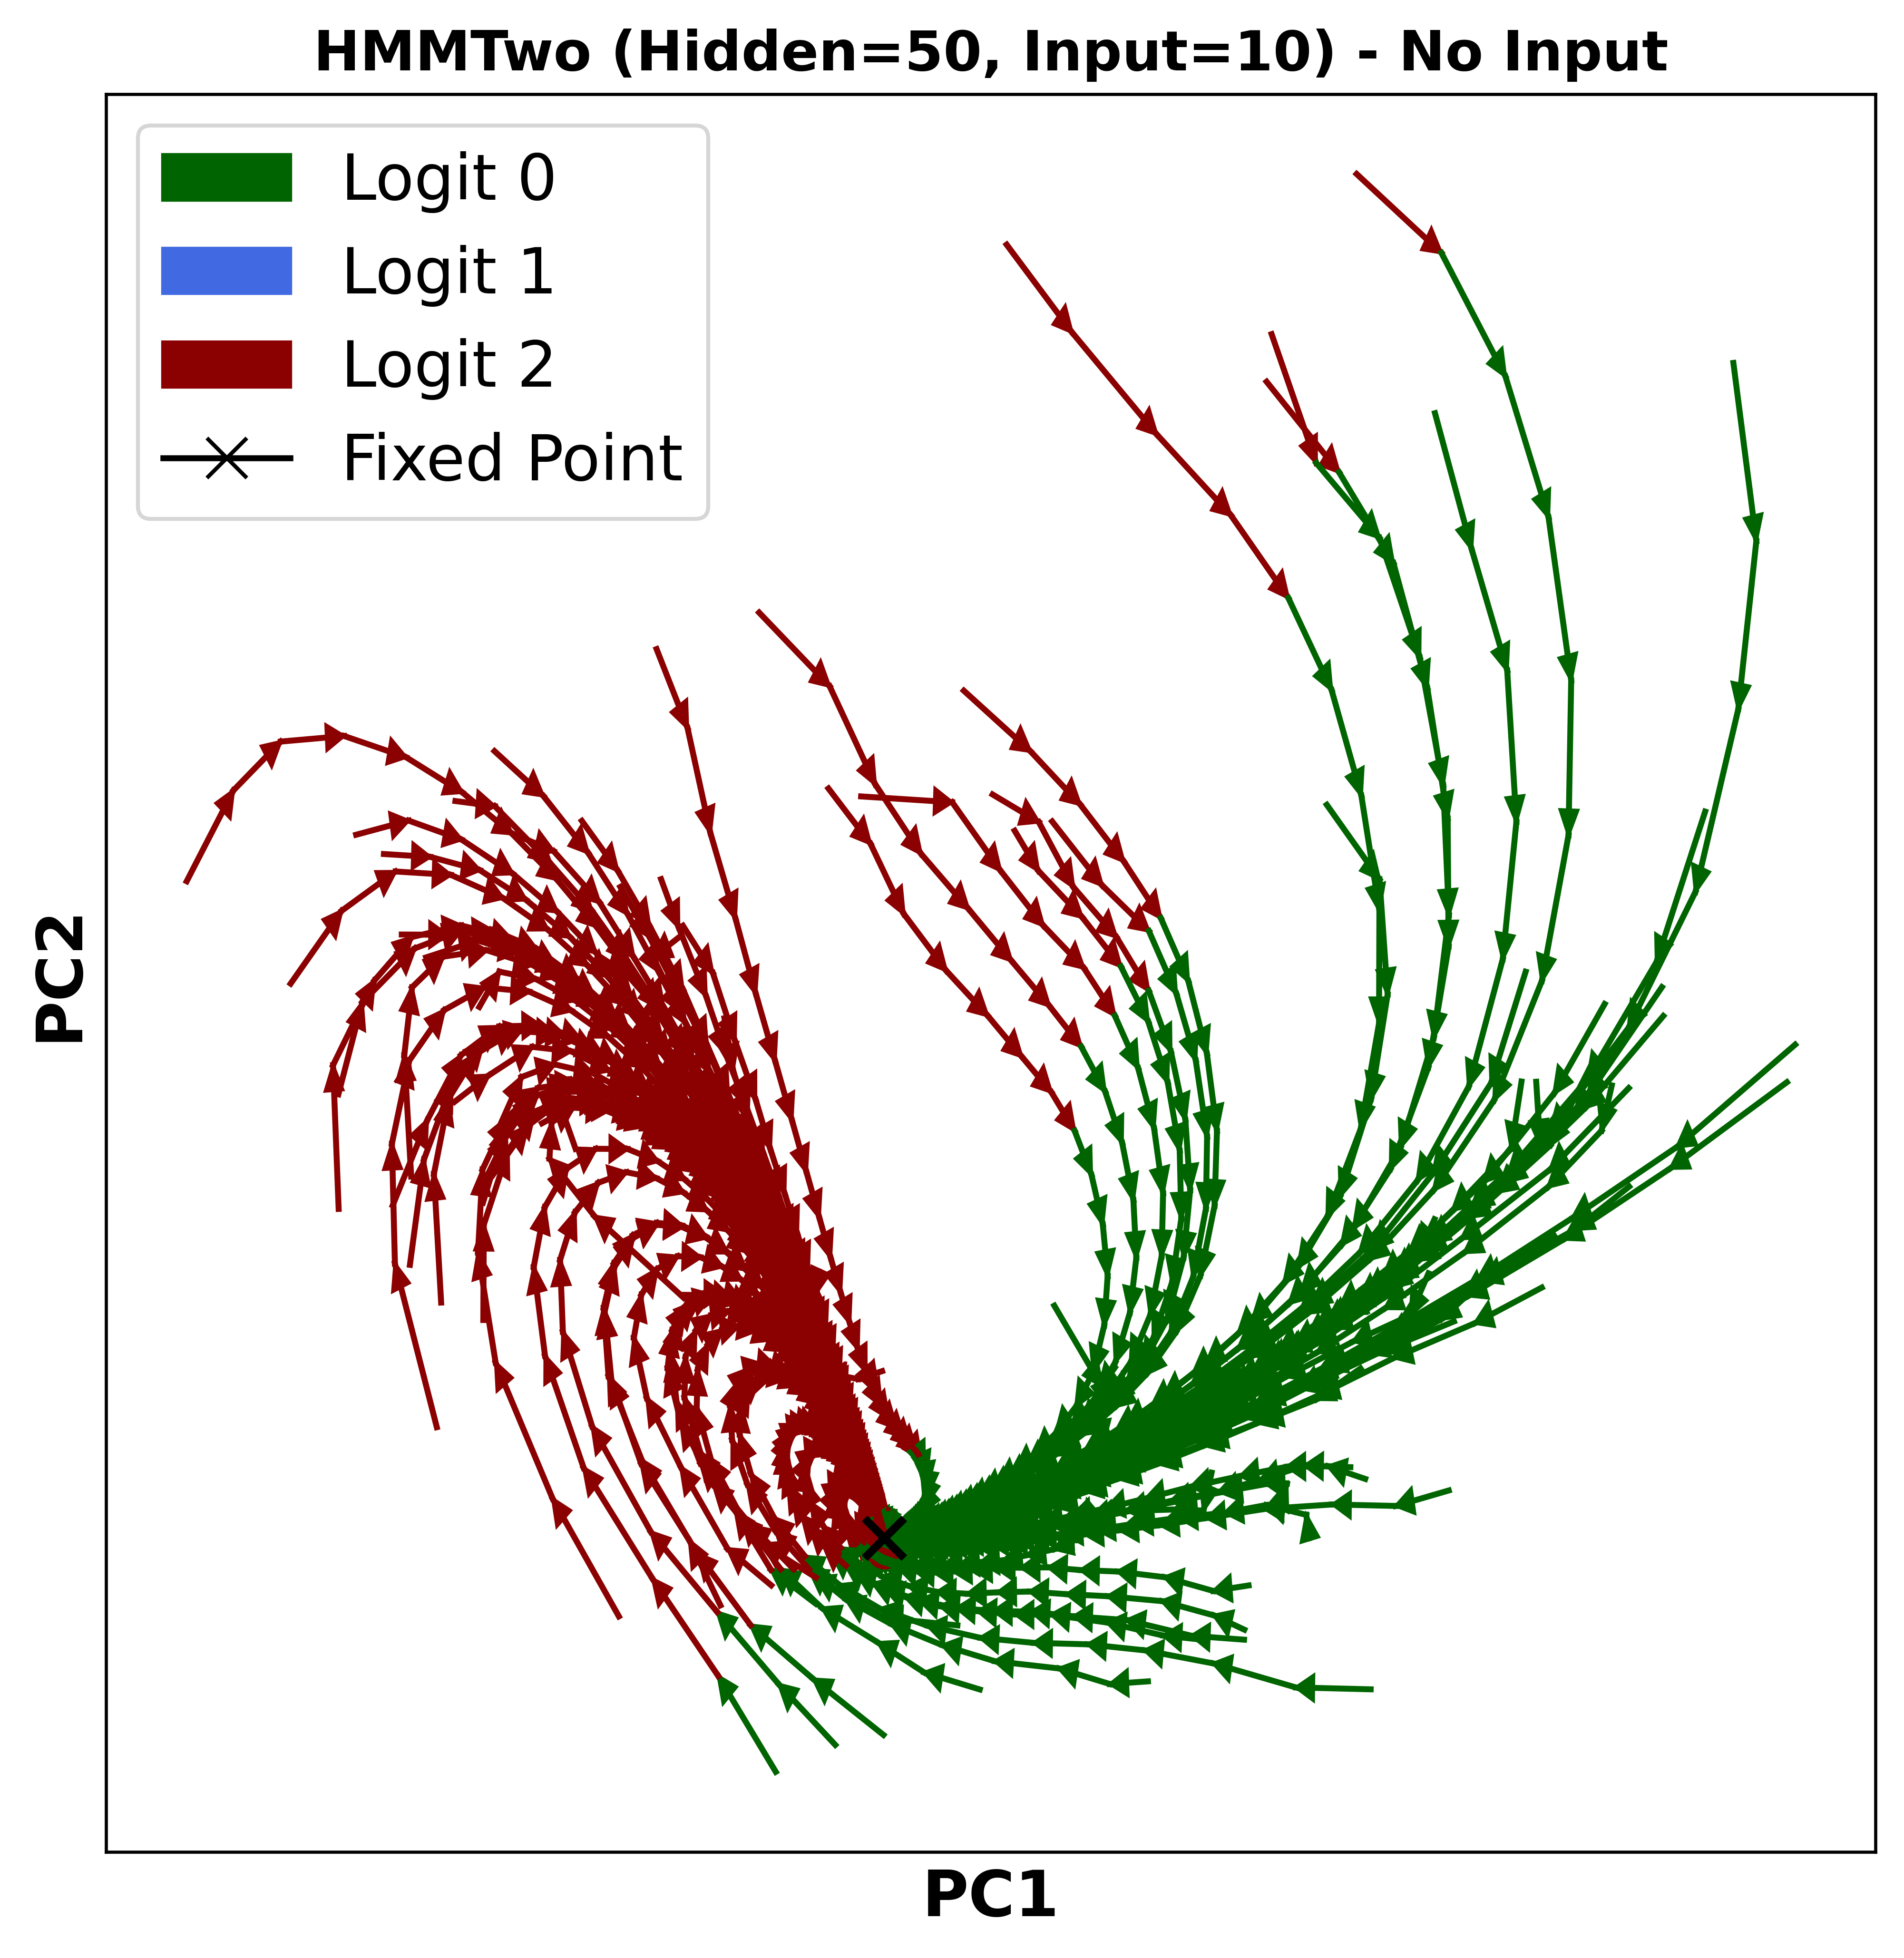 HMMTwo (Hidden=50, Input=10) - No Input
Logit 0
Logit 1
Logit 2
Fixed Point
PC2
PC1